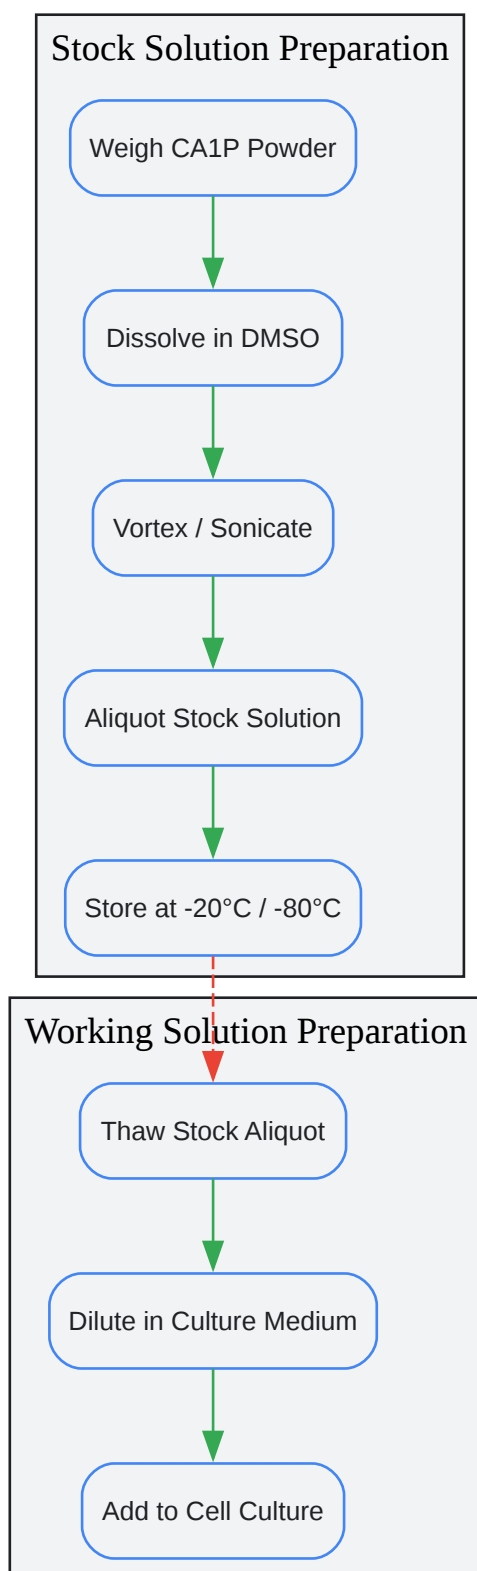 Stock Solution Preparation
Weigh CA1P Powder
Dissolve in DMSO
Vortex / Sonicate
Aliquot Stock Solution
Store at -20°C / -80°C
Working Solution Preparation
Thaw Stock Aliquot
Dilute in Culture Medium
Add to Cell Culture